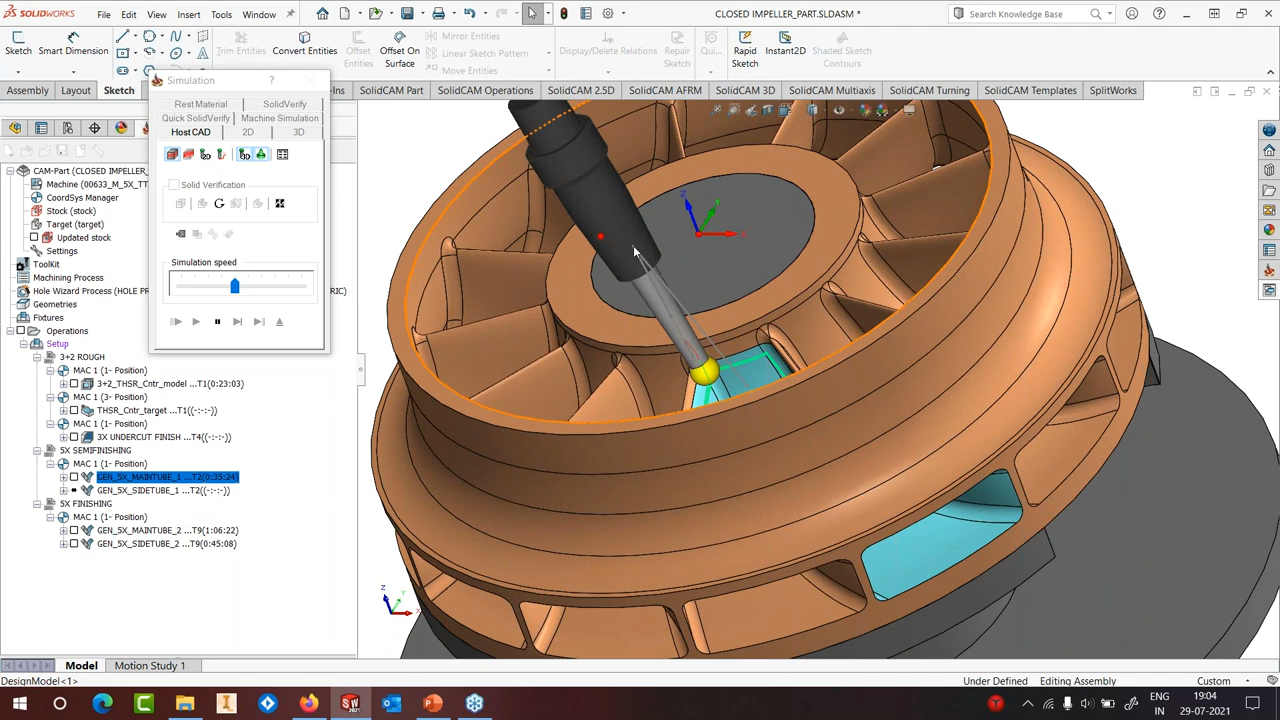 SOLIDWORKS File Edit View Insert Tools Window
CLOSED IMPELLER_PART.SLDASM *
Search Knowledge Base
Sketch Smart Dimension
Trim Entities Convert Entities Offset Entities Offset On Surface
Mirror Entities
Linear Sketch Pattern
Move Entities
Display/Delete Relations Repair Sketch Qui... Rapid Sketch Instant2D Shaded Sketch Contours
Assembly Layout Sketch
-Ins SolidCAM Part SolidCAM Operations SolidCAM 2.5D SolidCAM AFRM SolidCAM 3D SolidCAM Multiaxis SolidCAM Turning SolidCAM Templates SplitWorks
Simulation ?
Rest Material SolidVerify
Quick SolidVerify Machine Simulation
Host CAD 2D 3D
Solid Verification
Simulation speed
CAM-Part (CLOSED IMPELLER_
Machine (00633_M_5X_TT
CoordSys Manager
Stock (stock)
Target (target)
Updated stock
Settings
ToolKit
Machining Process
Hole Wizard Process (HOLE P
RIC)
Geometries
Fixtures
Operations
Setup
3+2 ROUGH
MAC 1 (1- Position)
3+2_THSR_Cntr_model ...T1(0:23:03)
MAC 1 (3- Position)
THSR_Cntr_target ...T1((-:-:-))
MAC 1 (1- Position)
3X UNDERCUT FINISH ...T4((-:-:-))
5X SEMIFINISHING
MAC 1 (1- Position)
GEN_5X_MAINTUBE_1 ...T2(0:35:24)
GEN_5X_SIDETUBE_1 ...T2((-:-:-))
5X FINISHING
MAC 1 (1- Position)
GEN_5X_MAINTUBE_2 ...T9(1:06:22)
GEN_5X_SIDETUBE_2 ...T9(0:45:08)
Z Y X
Z Y X
Model Motion Study 1
DesignModel<1>
Under Defined Editing Assembly Custom
ENG 19:04
IN 29-07-2021